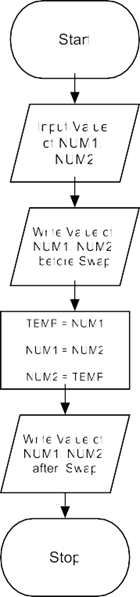 Start
Input Value
of NUM1,
NUM2
Write Value of
NUM1, NUM2
before Swap
TEMP = NUM1
NUM1 = NUM2
NUM2 = TEMP
Write Value of
NUM1, NUM2
after Swap
Stop